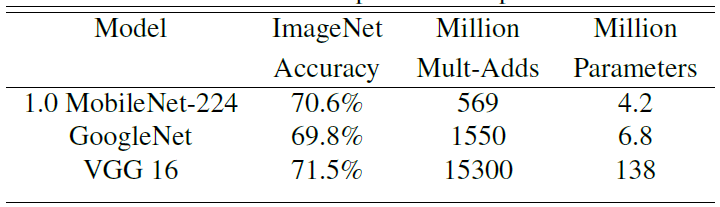 Model ImageNet Million Million
Accuracy Mult-Adds Parameters
1.0 MobileNet-224 70.6% 569 4.2
GoogleNet 69.8% 1550 6.8
VGG 16 71.5% 15300 138